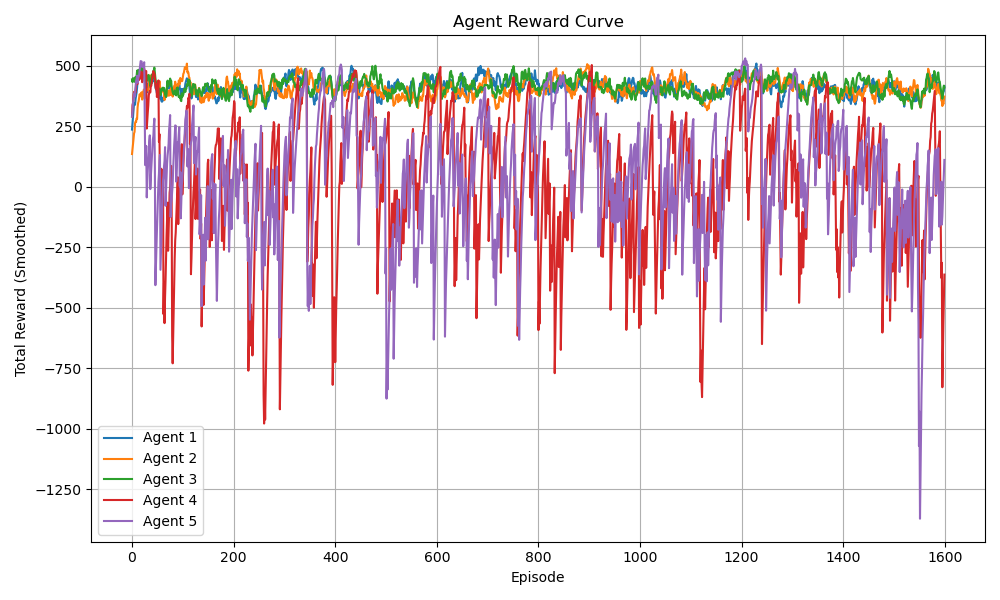 Agent Reward Curve
Total Reward (Smoothed)
500
250
0
−250
−500
−750
−1000
−1250
Agent 1
Agent 2
Agent 3
Agent 4
Agent 5
0 200 400 600 800 1000 1200 1400 1600
Episode